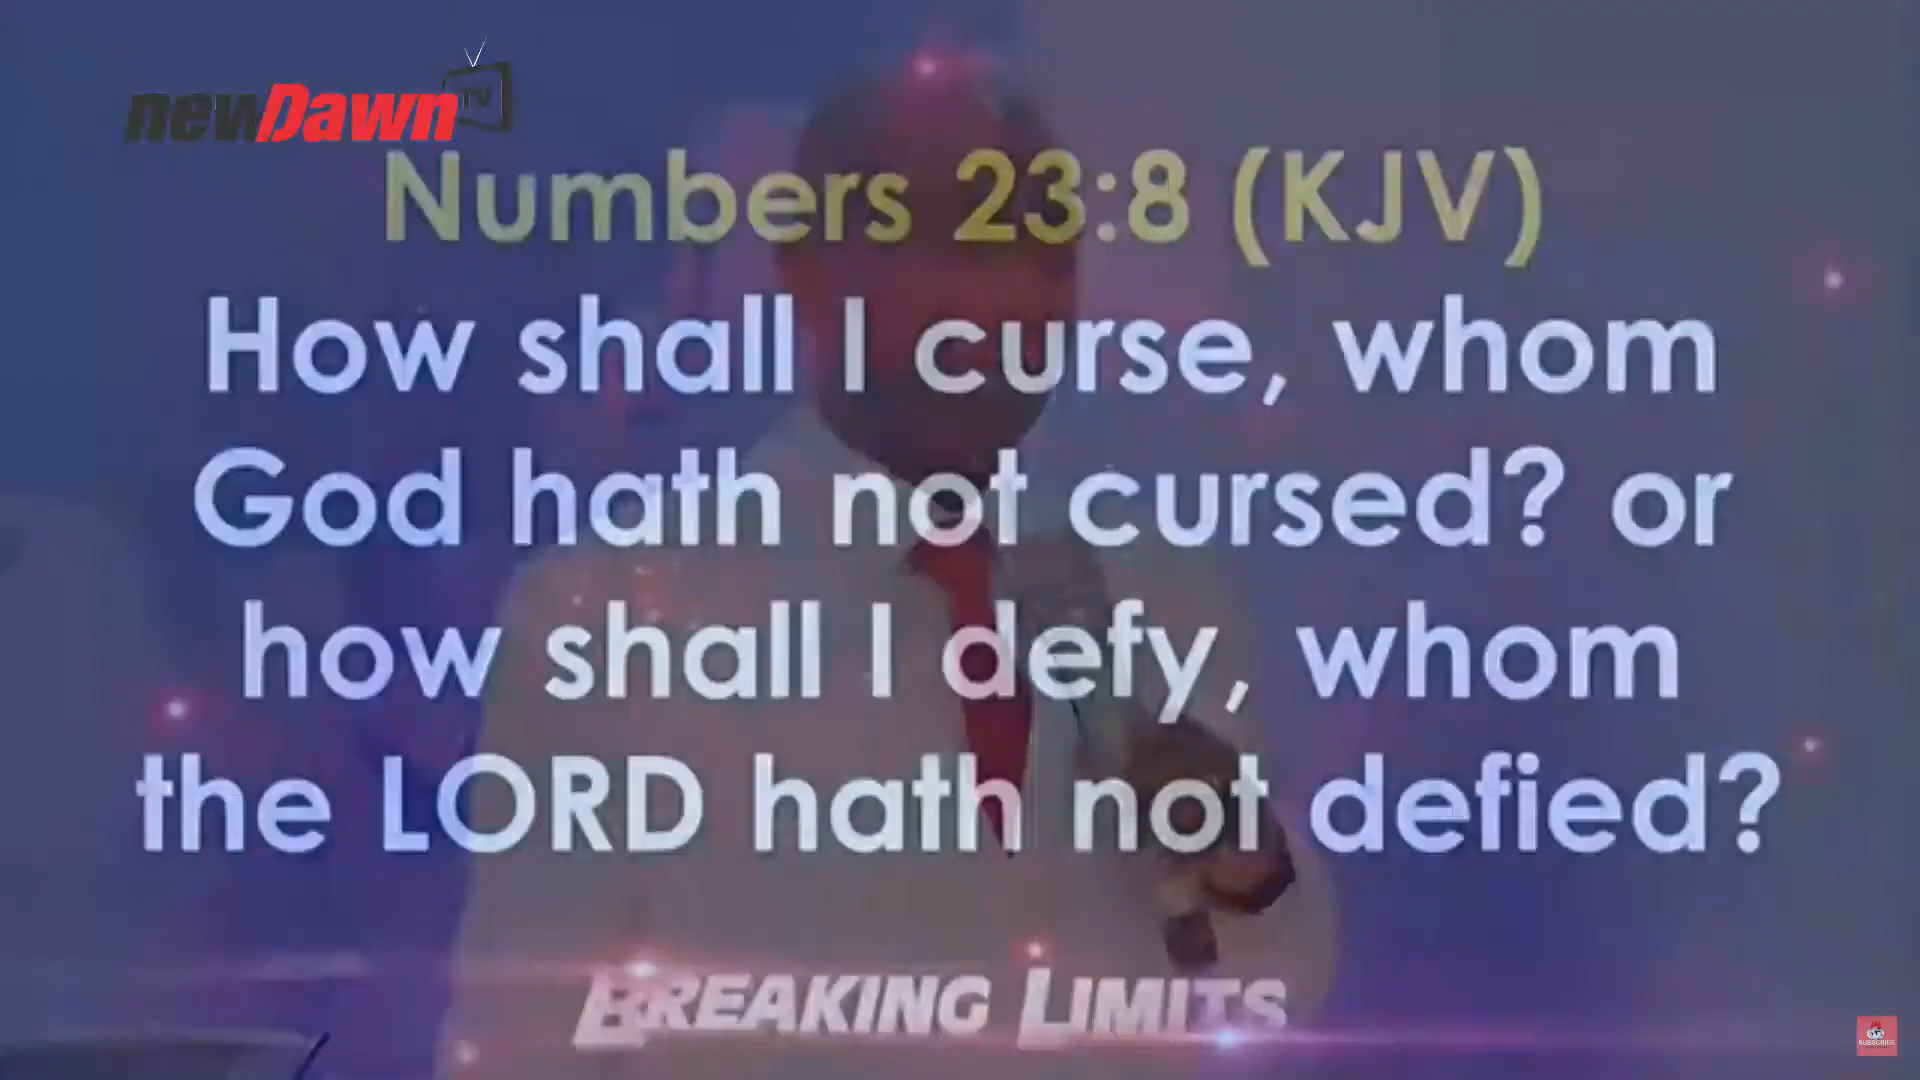 newDawn TV
Numbers 23:8 (KJV)
How shall I curse, whom
God hath not cursed? or
how shall I defy, whom
the LORD hath not defied?
BREAKING LIMITS
SUBSCRIBE